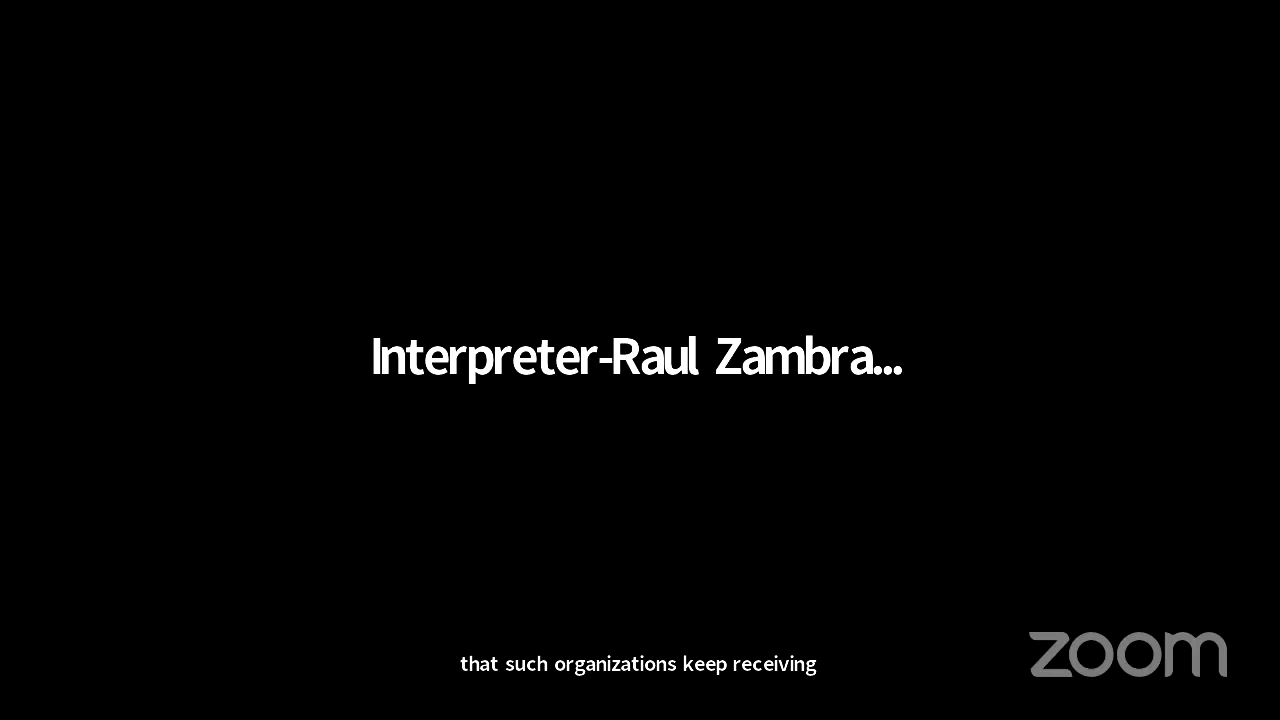 Interpreter-Raul Zambra...
that such organizations keep receiving
zoom